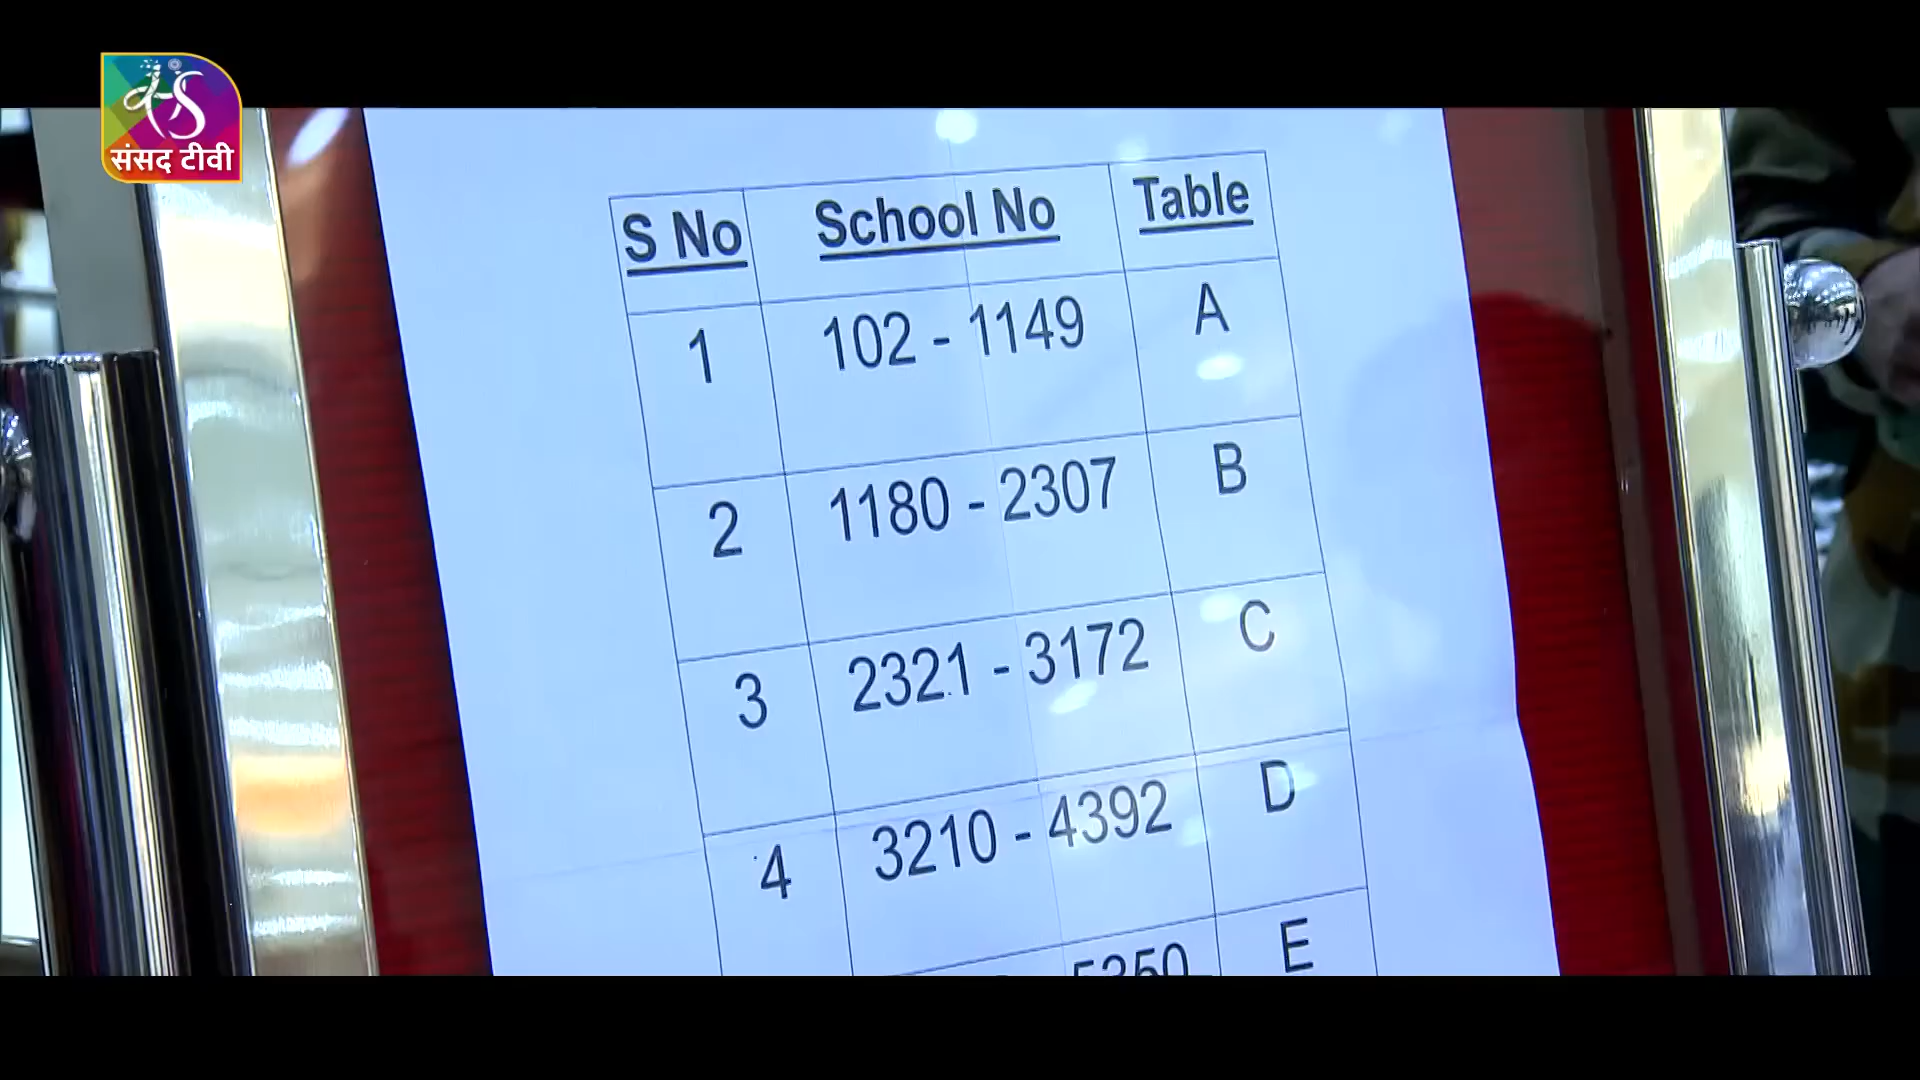 संसद टीवी
S No School No Table
1 102 - 1149 A
2 1180 - 2307 B
3 2321 - 3172 C
4 3210 - 4392 D
E